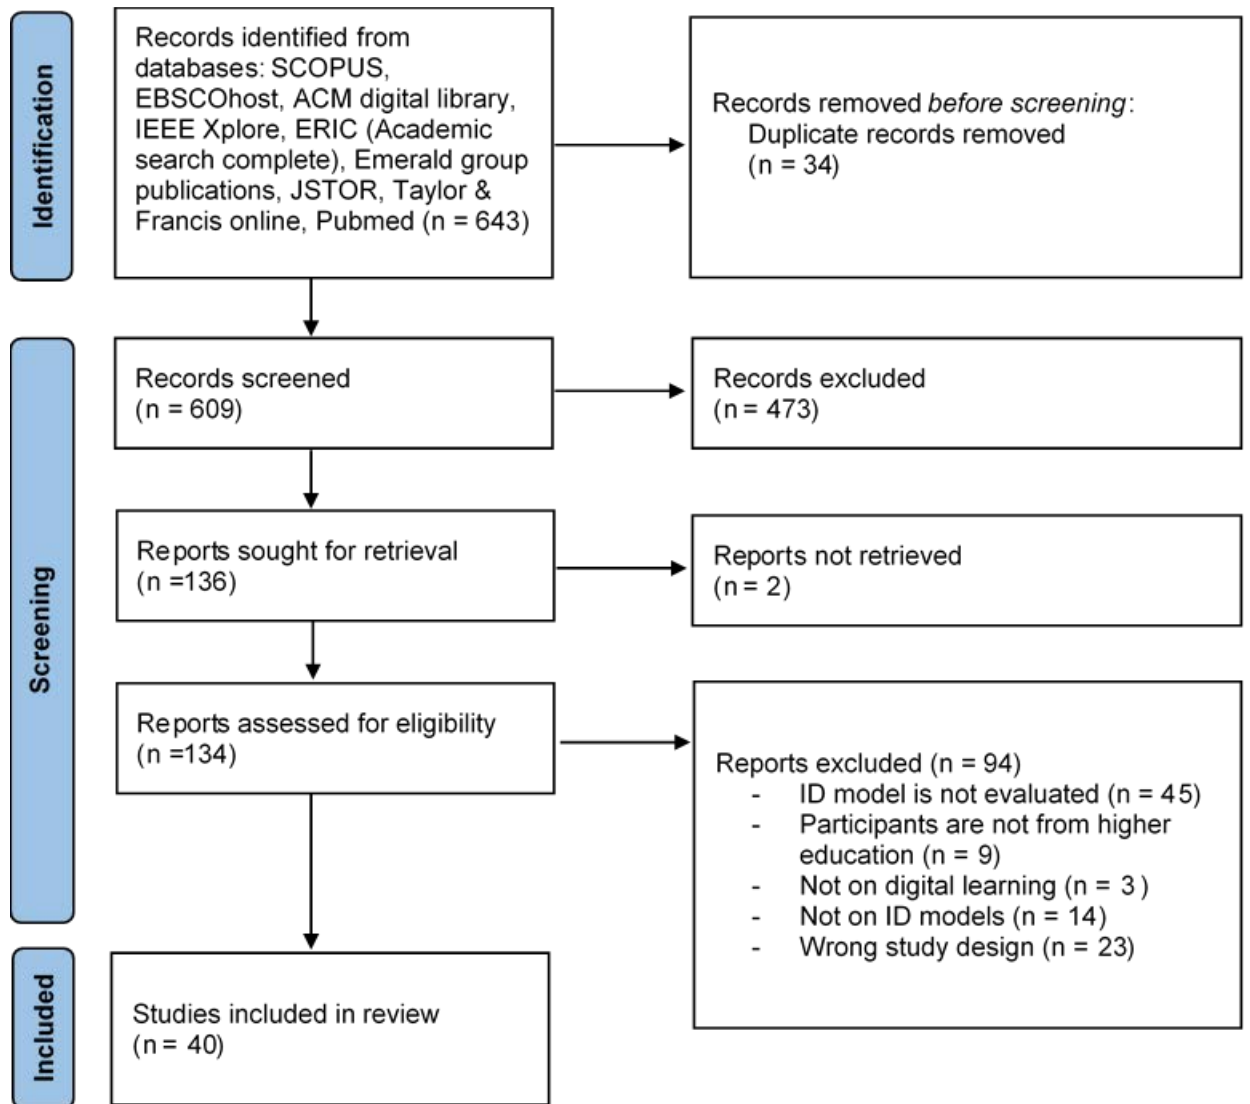 Identification
Records identified from
databases: SCOPUS,
EBSCOhost, ACM digital library,
IEEE Xplore, ERIC (Academic
search complete), Emerald group
publications, JSTOR, Taylor &
Francis online, Pubmed (n = 643)
Records removed before screening:
Duplicate records removed
(n = 34)
Screening
Records screened
(n = 609)
Records excluded
(n = 473)
Reports sought for retrieval
(n =136)
Reports not retrieved
(n = 2)
Reports assessed for eligibility
(n =134)
Reports excluded (n = 94)
- ID model is not evaluated (n = 45)
- Participants are not from higher
education (n = 9)
- Not on digital learning (n = 3 )
- Not on ID models (n = 14)
- Wrong study design (n = 23)
Included
Studies included in review
(n = 40)